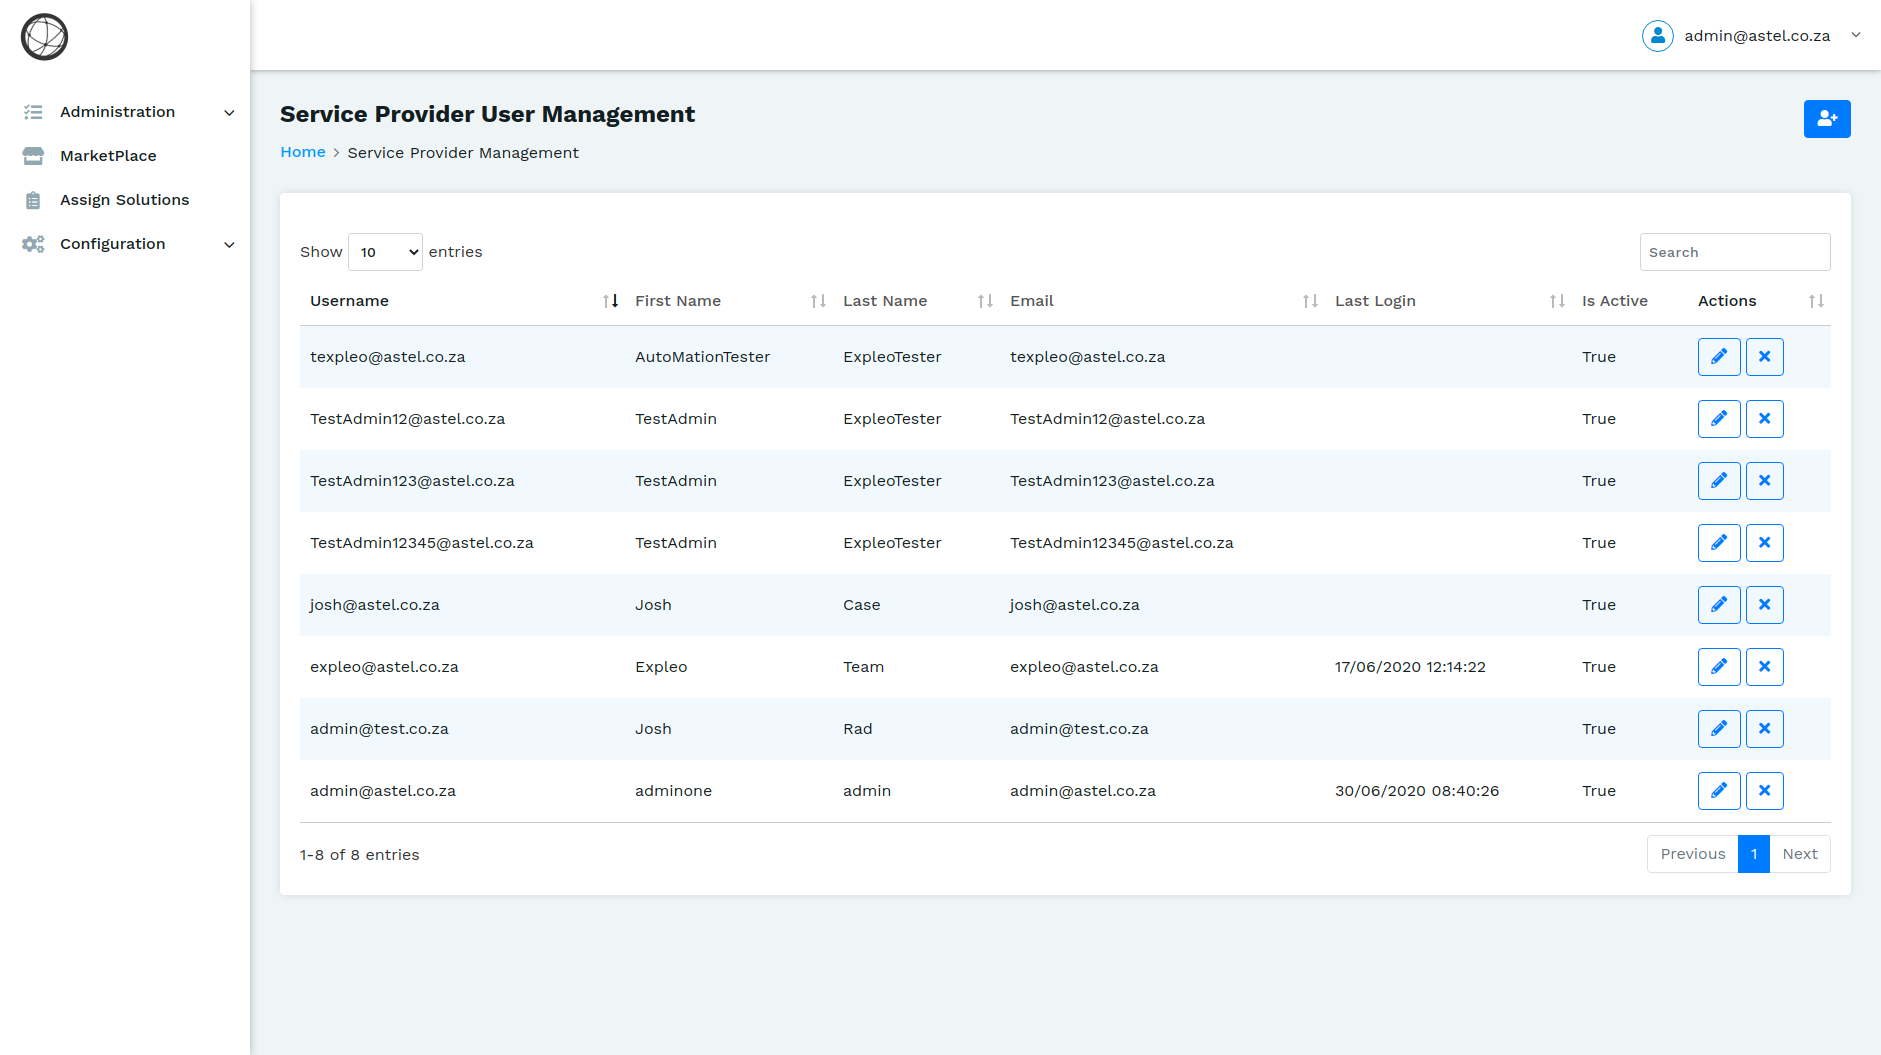 admin@astel.co.za
Administration
MarketPlace
Assign Solutions
Configuration
Service Provider User Management
Home > Service Provider Management
Show 10 entries
Search
Username First Name Last Name Email Last Login Is Active Actions
texpleo@astel.co.za AutoMationTester ExpleoTester texpleo@astel.co.za True
TestAdmin12@astel.co.za TestAdmin ExpleoTester TestAdmin12@astel.co.za True
TestAdmin123@astel.co.za TestAdmin ExpleoTester TestAdmin123@astel.co.za True
TestAdmin12345@astel.co.za TestAdmin ExpleoTester TestAdmin12345@astel.co.za True
josh@astel.co.za Josh Case josh@astel.co.za True
expleo@astel.co.za Expleo Team expleo@astel.co.za 17/06/2020 12:14:22 True
admin@test.co.za Josh Rad admin@test.co.za True
admin@astel.co.za adminone admin admin@astel.co.za 30/06/2020 08:40:26 True
1-8 of 8 entries
Previous 1 Next